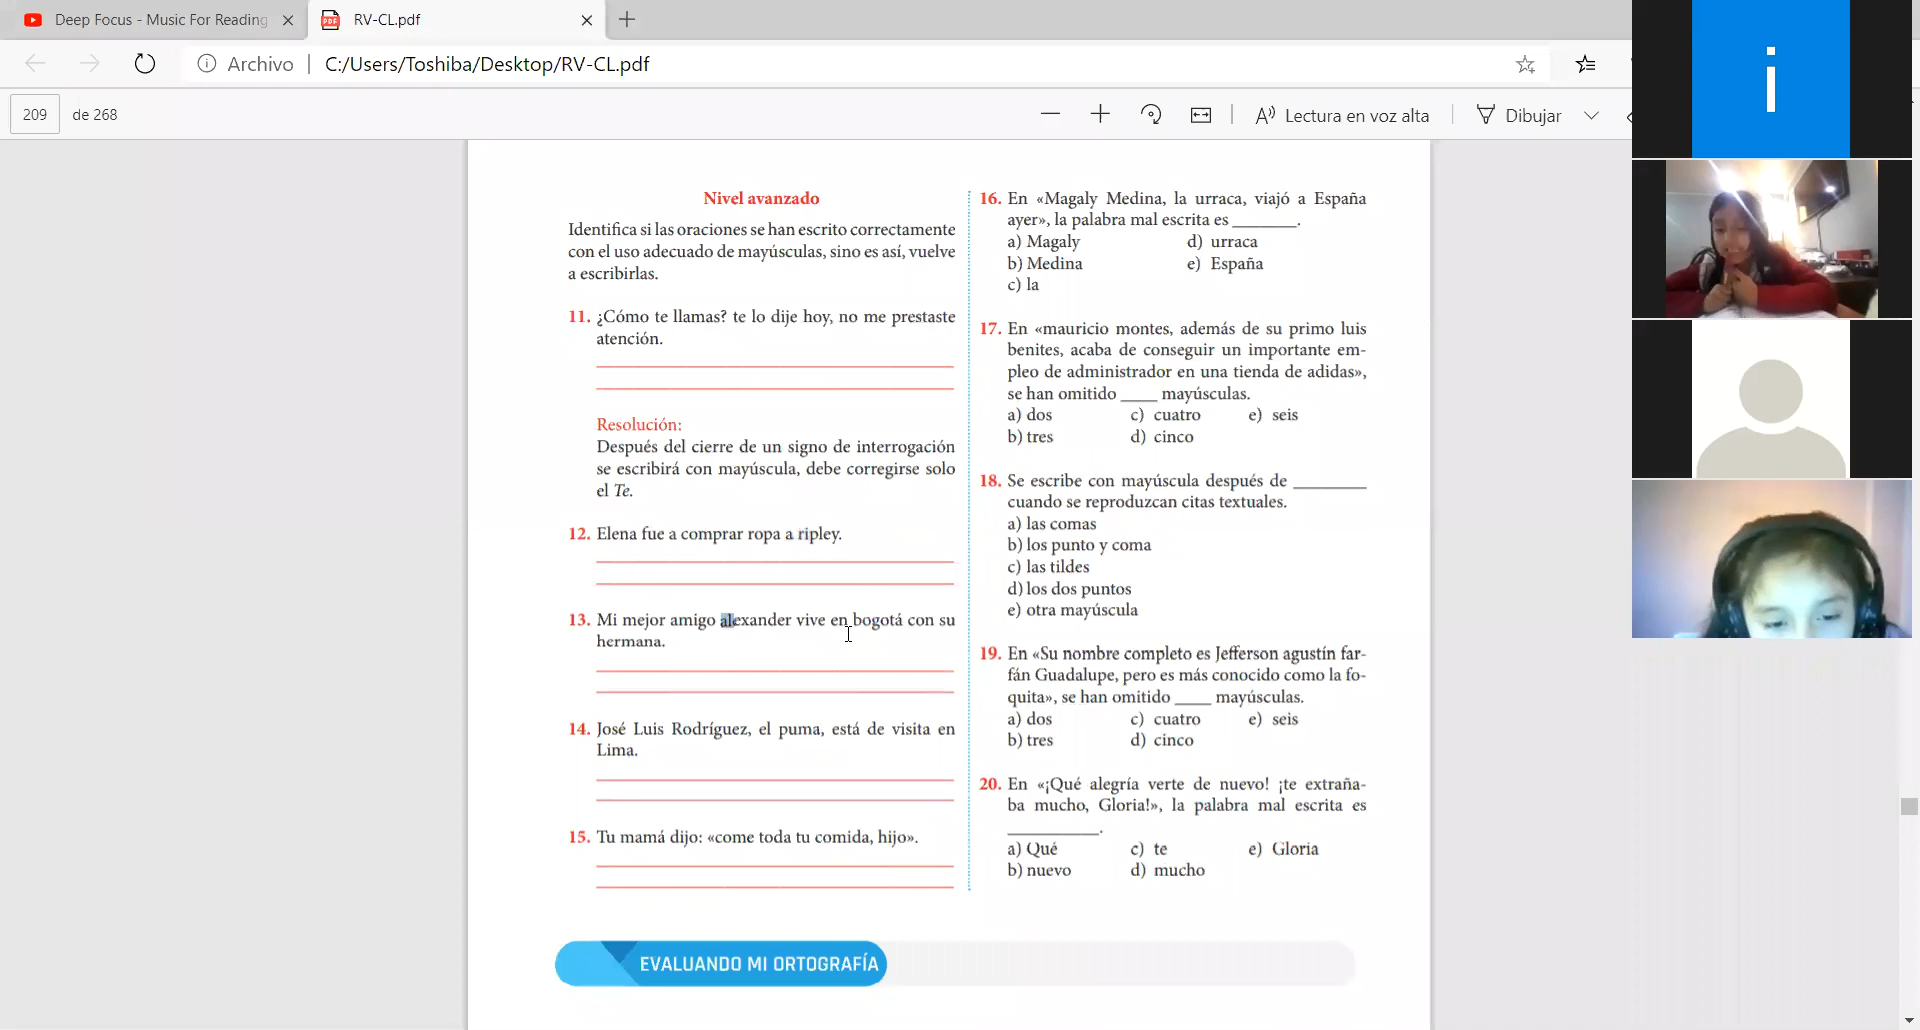 Deep Focus - Music For Reading
RV-CL.pdf
Archivo | C:/Users/Toshiba/Desktop/RV-CL.pdf
209 de 268
Lectura en voz alta
Dibujar
i
Nivel avanzado
Identifica si las oraciones se han escrito correctamente
con el uso adecuado de mayúsculas, sino es así, vuelve
a escribirlas.
11. ¿Cómo te llamas? te lo dije hoy, no me prestaste
atención.
Resolución:
Después del cierre de un signo de interrogación
se escribirá con mayúscula, debe corregirse solo
el Te.
12. Elena fue a comprar ropa a ripley.
13. Mi mejor amigo alexander vive en bogotá con su
hermana.
14. José Luis Rodríguez, el puma, está de visita en
Lima.
15. Tu mamá dijo: «come toda tu comida, hijo».
16. En «Magaly Medina, la urraca, viajó a España
ayer», la palabra mal escrita es _______.
a) Magaly d) urraca
b) Medina e) España
c) la
17. En «mauricio montes, además de su primo luis
benites, acaba de conseguir un importante em-
pleo de administrador en una tienda de adidas»,
se han omitido ____ mayúsculas.
a) dos c) cuatro e) seis
b) tres d) cinco
18. Se escribe con mayúscula después de ________
cuando se reproduzcan citas textuales.
a) las comas
b) los punto y coma
c) las tildes
d) los dos puntos
e) otra mayúscula
19. En «Su nombre completo es Jefferson agustín far-
fán Guadalupe, pero es más conocido como la fo-
quita», se han omitido ____ mayúsculas.
a) dos c) cuatro e) seis
b) tres d) cinco
20. En «¡Qué alegría verte de nuevo! ¡te extraña-
ba mucho, Gloria!», la palabra mal escrita es
__________.
a) Qué c) te e) Gloria
b) nuevo d) mucho
EVALUANDO MI ORTOGRAFÍA